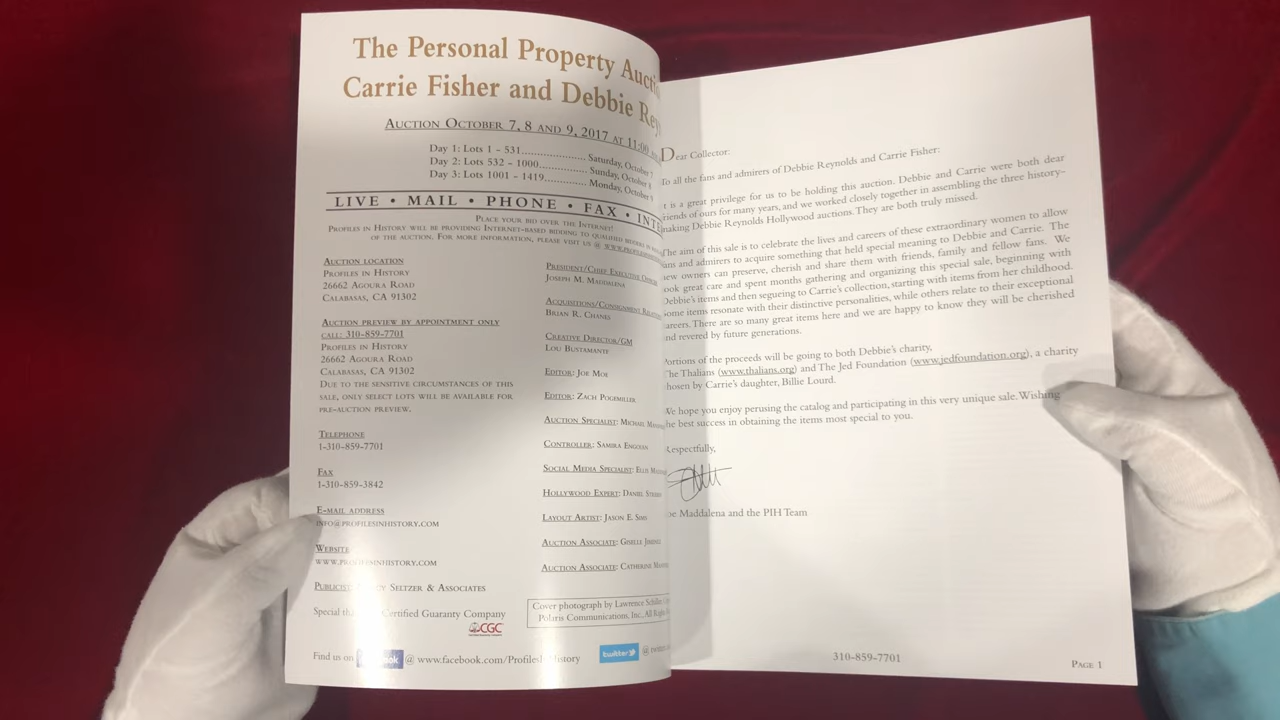 The Personal Property
Carrie Fisher and Debbie
AUCTION OCTOBER 7, 8 AND 9, 2017 AT 11:00
Day 1: Lots 1 - 531...................... Saturday, October 7
Day 2: Lots 532 - 1000................. Sunday, October 8
Day 3: Lots 1001 - 1419.............. Monday, October 9
LIVE • MAIL • PHONE • FAX •
PLACE YOUR BID OVER THE INTERNET!
PROFILES IN HISTORY WILL BE PROVIDING INTERNET-BASED BIDDING TO QUALIFIED BIDDERS
OF THE AUCTION. FOR MORE INFORMATION, PLEASE VISIT US @
AUCTION LOCATION
PROFILES IN HISTORY
26662 AGOURA ROAD
CALABASAS, CA 91302
AUCTION PREVIEW BY APPOINTMENT ONLY
CALL: 310-859-7701
PROFILES IN HISTORY
26662 AGOURA ROAD
CALABASAS, CA 91302
DUE TO THE SENSITIVE CIRCUMSTANCES OF THIS
SALE, ONLY SELECT LOTS WILL BE AVAILABLE FOR
PRE-AUCTION PREVIEW.
TELEPHONE
1-310-859-7701
FAX
1-310-859-3842
E-MAIL ADDRESS
INFO@PROFILESINHISTORY.COM
WEBSITE
WWW.PROFILESINHISTORY.COM
PUBLICIST: SELTZER & ASSOCIATES
Special Certified Guaranty Company
CGC
Find us on @ www.facebook.com/ProfilesInHistory
PRESIDENT/CHIEF EXECUTIVE OFFICER
JOSEPH M. MADDALENA
ACQUISITIONS/CONSIGNMENT
BRIAN R. CHANES
CREATIVE DIRECTOR/GM
LOU BUSTAMANTE
EDITOR: JOE MOE
EDITOR: ZACH POGEMILLER
AUCTION SPECIALIST: MICHAEL
CONTROLLER: SAMIRA ENGOIAN
SOCIAL MEDIA SPECIALIST:
HOLLYWOOD EXPERT: DANIEL
LAYOUT ARTIST: JASON E. SIMS
AUCTION ASSOCIATE: GISELLE
AUCTION ASSOCIATE: CATHERINE
Cover photograph by Lawrence Schiller
Polaris Communications, Inc. All
twitter @
Dear Collector:
To all the fans and admirers of Debbie Reynolds and Carrie Fisher:
t is a great privilege for us to be holding this auction. Debbie and Carrie were both dear
riends of ours for many years, and we worked closely together in assembling the three history-
making Debbie Reynolds Hollywood auctions. They are both truly missed.
The aim of this sale is to celebrate the lives and careers of these extraordinary women to allow
ans and admirers to acquire something that held special meaning to Debbie and Carrie. The
new owners can preserve, cherish and share them with friends, family and fellow fans. We
ook great care and spent months gathering and organizing this special sale, beginning with
Debbie's items and then segueing to Carrie's collection, starting with items from her childhood.
ome items resonate with their distinctive personalities, while others relate to their exceptional
areers. There are so many great items here and we are happy to know they will be cherished
nd revered by future generations.
ortions of the proceeds will be going to both Debbie's charity,
The Thalians (www.thalians.org) and The Jed Foundation (www.jedfoundation.org), a charity
hosen by Carrie's daughter, Billie Lourd.
We hope you enjoy perusing the catalog and participating in this very unique sale. Wishing
he best success in obtaining the items most special to you.
Respectfully,
oe Maddalena and the PIH Team
310-859-7701
PAGE 1